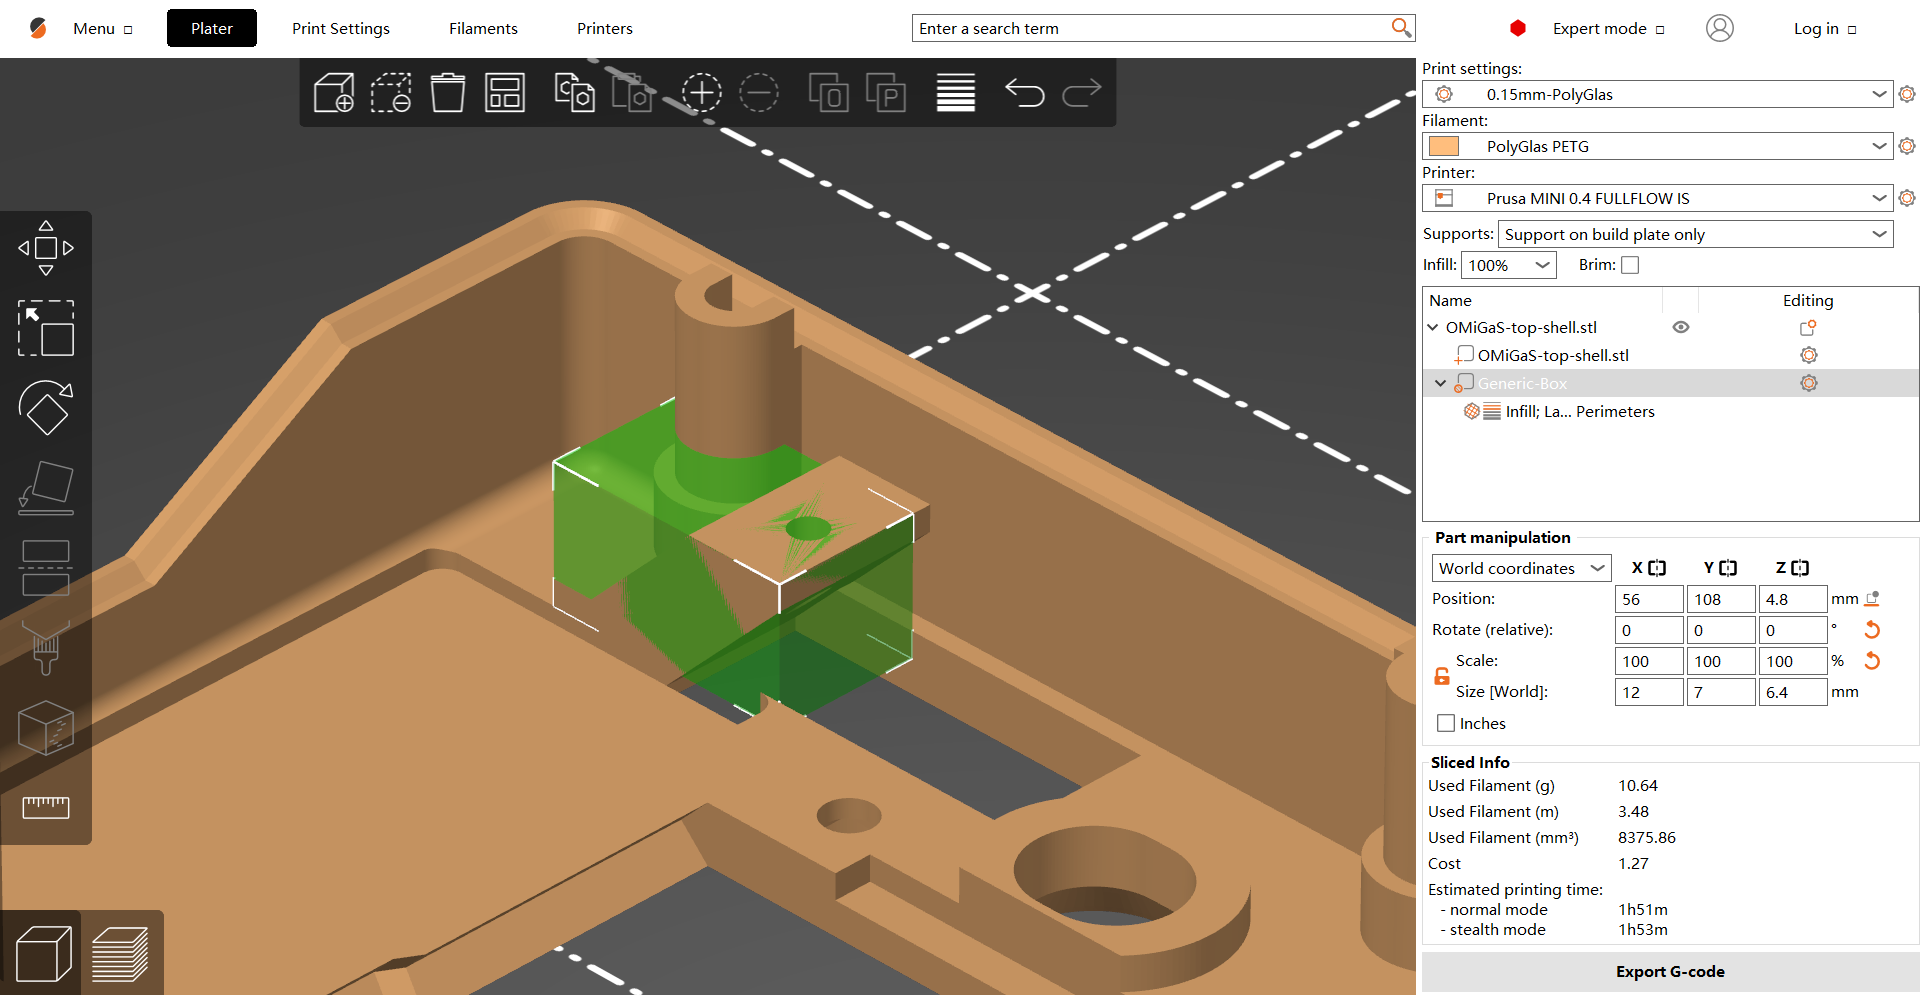 Menu Plater Print Settings Filaments Printers Enter a search term Expert mode Log in
Print settings:
0.15mm-PolyGlas
Filament:
PolyGlas PETG
Printer:
Prusa MINI 0.4 FULLFLOW IS
Supports: Support on build plate only
Infill: 100% Brim:
Name Editing
OMiGaS-top-shell.stl
OMiGaS-top-shell.stl
Generic-Box
Infill; La... Perimeters
Part manipulation
World coordinates X Y Z
Position: 56 108 4.8 mm
Rotate (relative): 0 0 0 °
Scale: 100 100 100 %
Size [World]: 12 7 6.4 mm
Inches
Sliced Info
Used Filament (g) 10.64
Used Filament (m) 3.48
Used Filament (mm³) 8375.86
Cost 1.27
Estimated printing time:
- normal mode 1h51m
- stealth mode 1h53m
Export G-code
O P